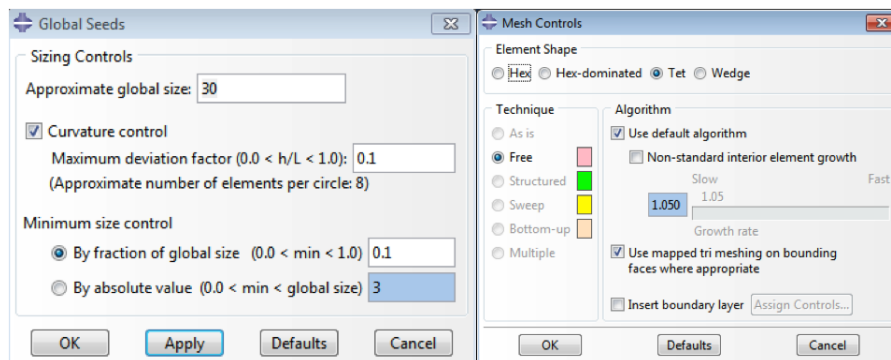 Global Seeds
Sizing Controls
Approximate global size: 30
Curvature control
Maximum deviation factor (0.0 < h/L < 1.0): 0.1
(Approximate number of elements per circle: 8)
Minimum size control
By fraction of global size (0.0 < min < 1.0) 0.1
By absolute value (0.0 < min < global size) 3
OK Apply Defaults Cancel
Mesh Controls
Element Shape
Hex Hex-dominated Tet Wedge
Technique
As is
Free
Structured
Sweep
Bottom-up
Multiple
Algorithm
Use default algorithm
Non-standard interior element growth
Slow Fast
1.05
1.050
Growth rate
Use mapped tri meshing on bounding
faces where appropriate
Insert boundary layer Assign Controls...
OK Defaults Cancel